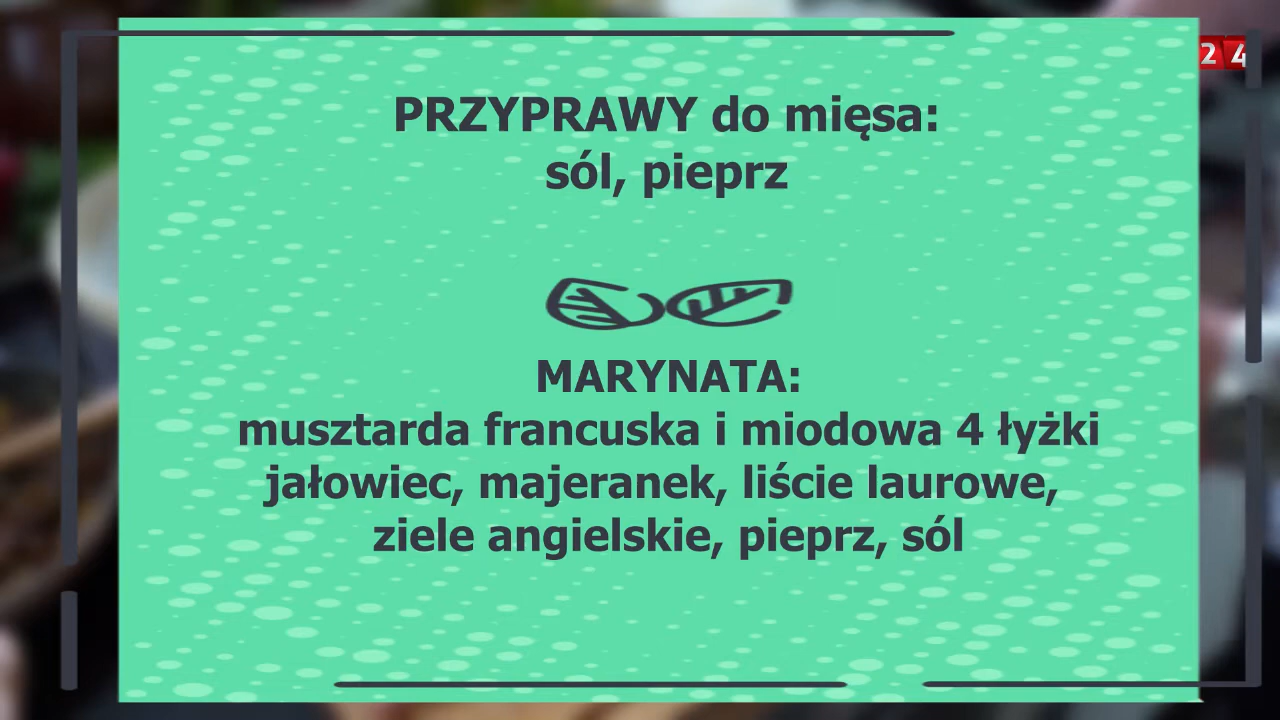 24
PRZYPRAWY do mięsa:
sól, pieprz
MARYNATA:
musztarda francuska i miodowa 4 łyżki
jałowiec, majeranek, liście laurowe,
ziele angielskie, pieprz, sól